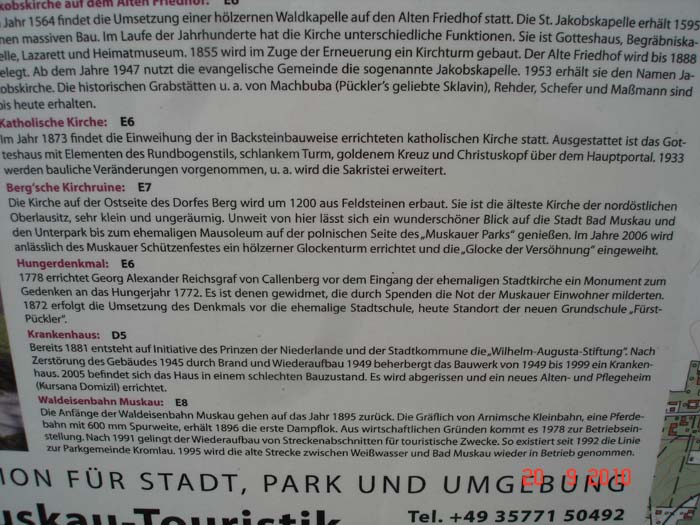 kobskirche auf dem Alten Friedhof: E6
Jahr 1564 findet die Umsetzung einer hölzernen Waldkapelle auf den Alten Friedhof statt. Die St. Jakobskapelle erhält 1595
nen massiven Bau. Im Laufe der Jahrhunderte hat die Kirche unterschiedliche Funktionen. Sie ist Gotteshaus, Begräbniska-
elle, Lazarett und Heimatmuseum. 1855 wird im Zuge der Erneuerung ein Kirchturm gebaut. Der Alte Friedhof wird bis 1888
elegt. Ab dem Jahre 1947 nutzt die evangelische Gemeinde die sogenannte Jakobskapelle. 1953 erhält sie den Namen Ja-
obskirche. Die historischen Grabstätten u. a. von Machbuba (Pückler's geliebte Sklavin), Rehder, Schefer und Maßmann sind
bis heute erhalten.
Katholische Kirche: E6
Im Jahr 1873 findet die Einweihung der in Backsteinbauweise errichteten katholischen Kirche statt. Ausgestattet ist das Got-
teshaus mit Elementen des Rundbogenstils, schlankem Turm, goldenem Kreuz und Christuskopf über dem Hauptportal. 1933
werden bauliche Veränderungen vorgenommen, u. a. wird die Sakristei erweitert.
Berg'sche Kirchruine: E7
Die Kirche auf der Ostseite des Dorfes Berg wird um 1200 aus Feldsteinen erbaut. Sie ist die älteste Kirche der nordöstlichen
Oberlausitz, sehr klein und ungeräumig. Unweit von hier lässt sich ein wunderschöner Blick auf die Stadt Bad Muskau und
den Unterpark bis zum ehemaligen Mausoleum auf der polnischen Seite des „Muskauer Parks" genießen. Im Jahre 2006 wird
anlässlich des Muskauer Schützenfestes ein hölzerner Glockenturm errichtet und die „Glocke der Versöhnung" eingeweiht.
Hungerdenkmal: E6
1778 errichtet Georg Alexander Reichsgraf von Callenberg vor dem Eingang der ehemaligen Stadtkirche ein Monument zum
Gedenken an das Hungerjahr 1772. Es ist denen gewidmet, die durch Spenden die Not der Muskauer Einwohner milderten.
1872 erfolgt die Umsetzung des Denkmals vor die ehemalige Stadtschule, heute Standort der neuen Grundschule „Fürst-
Pückler".
Krankenhaus: D5
Bereits 1881 entsteht auf Initiative des Prinzen der Niederlande und der Stadtkommune die „Wilhelm-Augusta-Stiftung". Nach
Zerstörung des Gebäudes 1945 durch Brand und Wiederaufbau 1949 beherbergt das Bauwerk von 1949 bis 1999 ein Kranken-
haus. 2005 befindet sich das Haus in einem schlechten Bauzustand. Es wird abgerissen und ein neues Alten- und Pflegeheim
(Kursana Domizil) errichtet.
Waldeisenbahn Muskau: E8
Die Anfänge der Waldeisenbahn Muskau gehen auf das Jahr 1895 zurück. Die Gräflich von Arnimsche Kleinbahn, eine Pferde-
bahn mit 600 mm Spurweite, erhält 1896 die erste Dampflok. Aus wirtschaftlichen Gründen kommt es 1978 zur Betriebsein-
stellung. Nach 1991 gelingt der Wiederaufbau von Streckenabschnitten für touristische Zwecke. So existiert seit 1992 die Linie
zur Parkgemeinde Kromlau. 1995 wird die alte Strecke zwischen Weißwasser und Bad Muskau wieder in Betrieb genommen.
ION FÜR STADT, PARK UND UMGEBUNG
20 9 2010
uskau-Touristik
Tel. +49 35771 50492